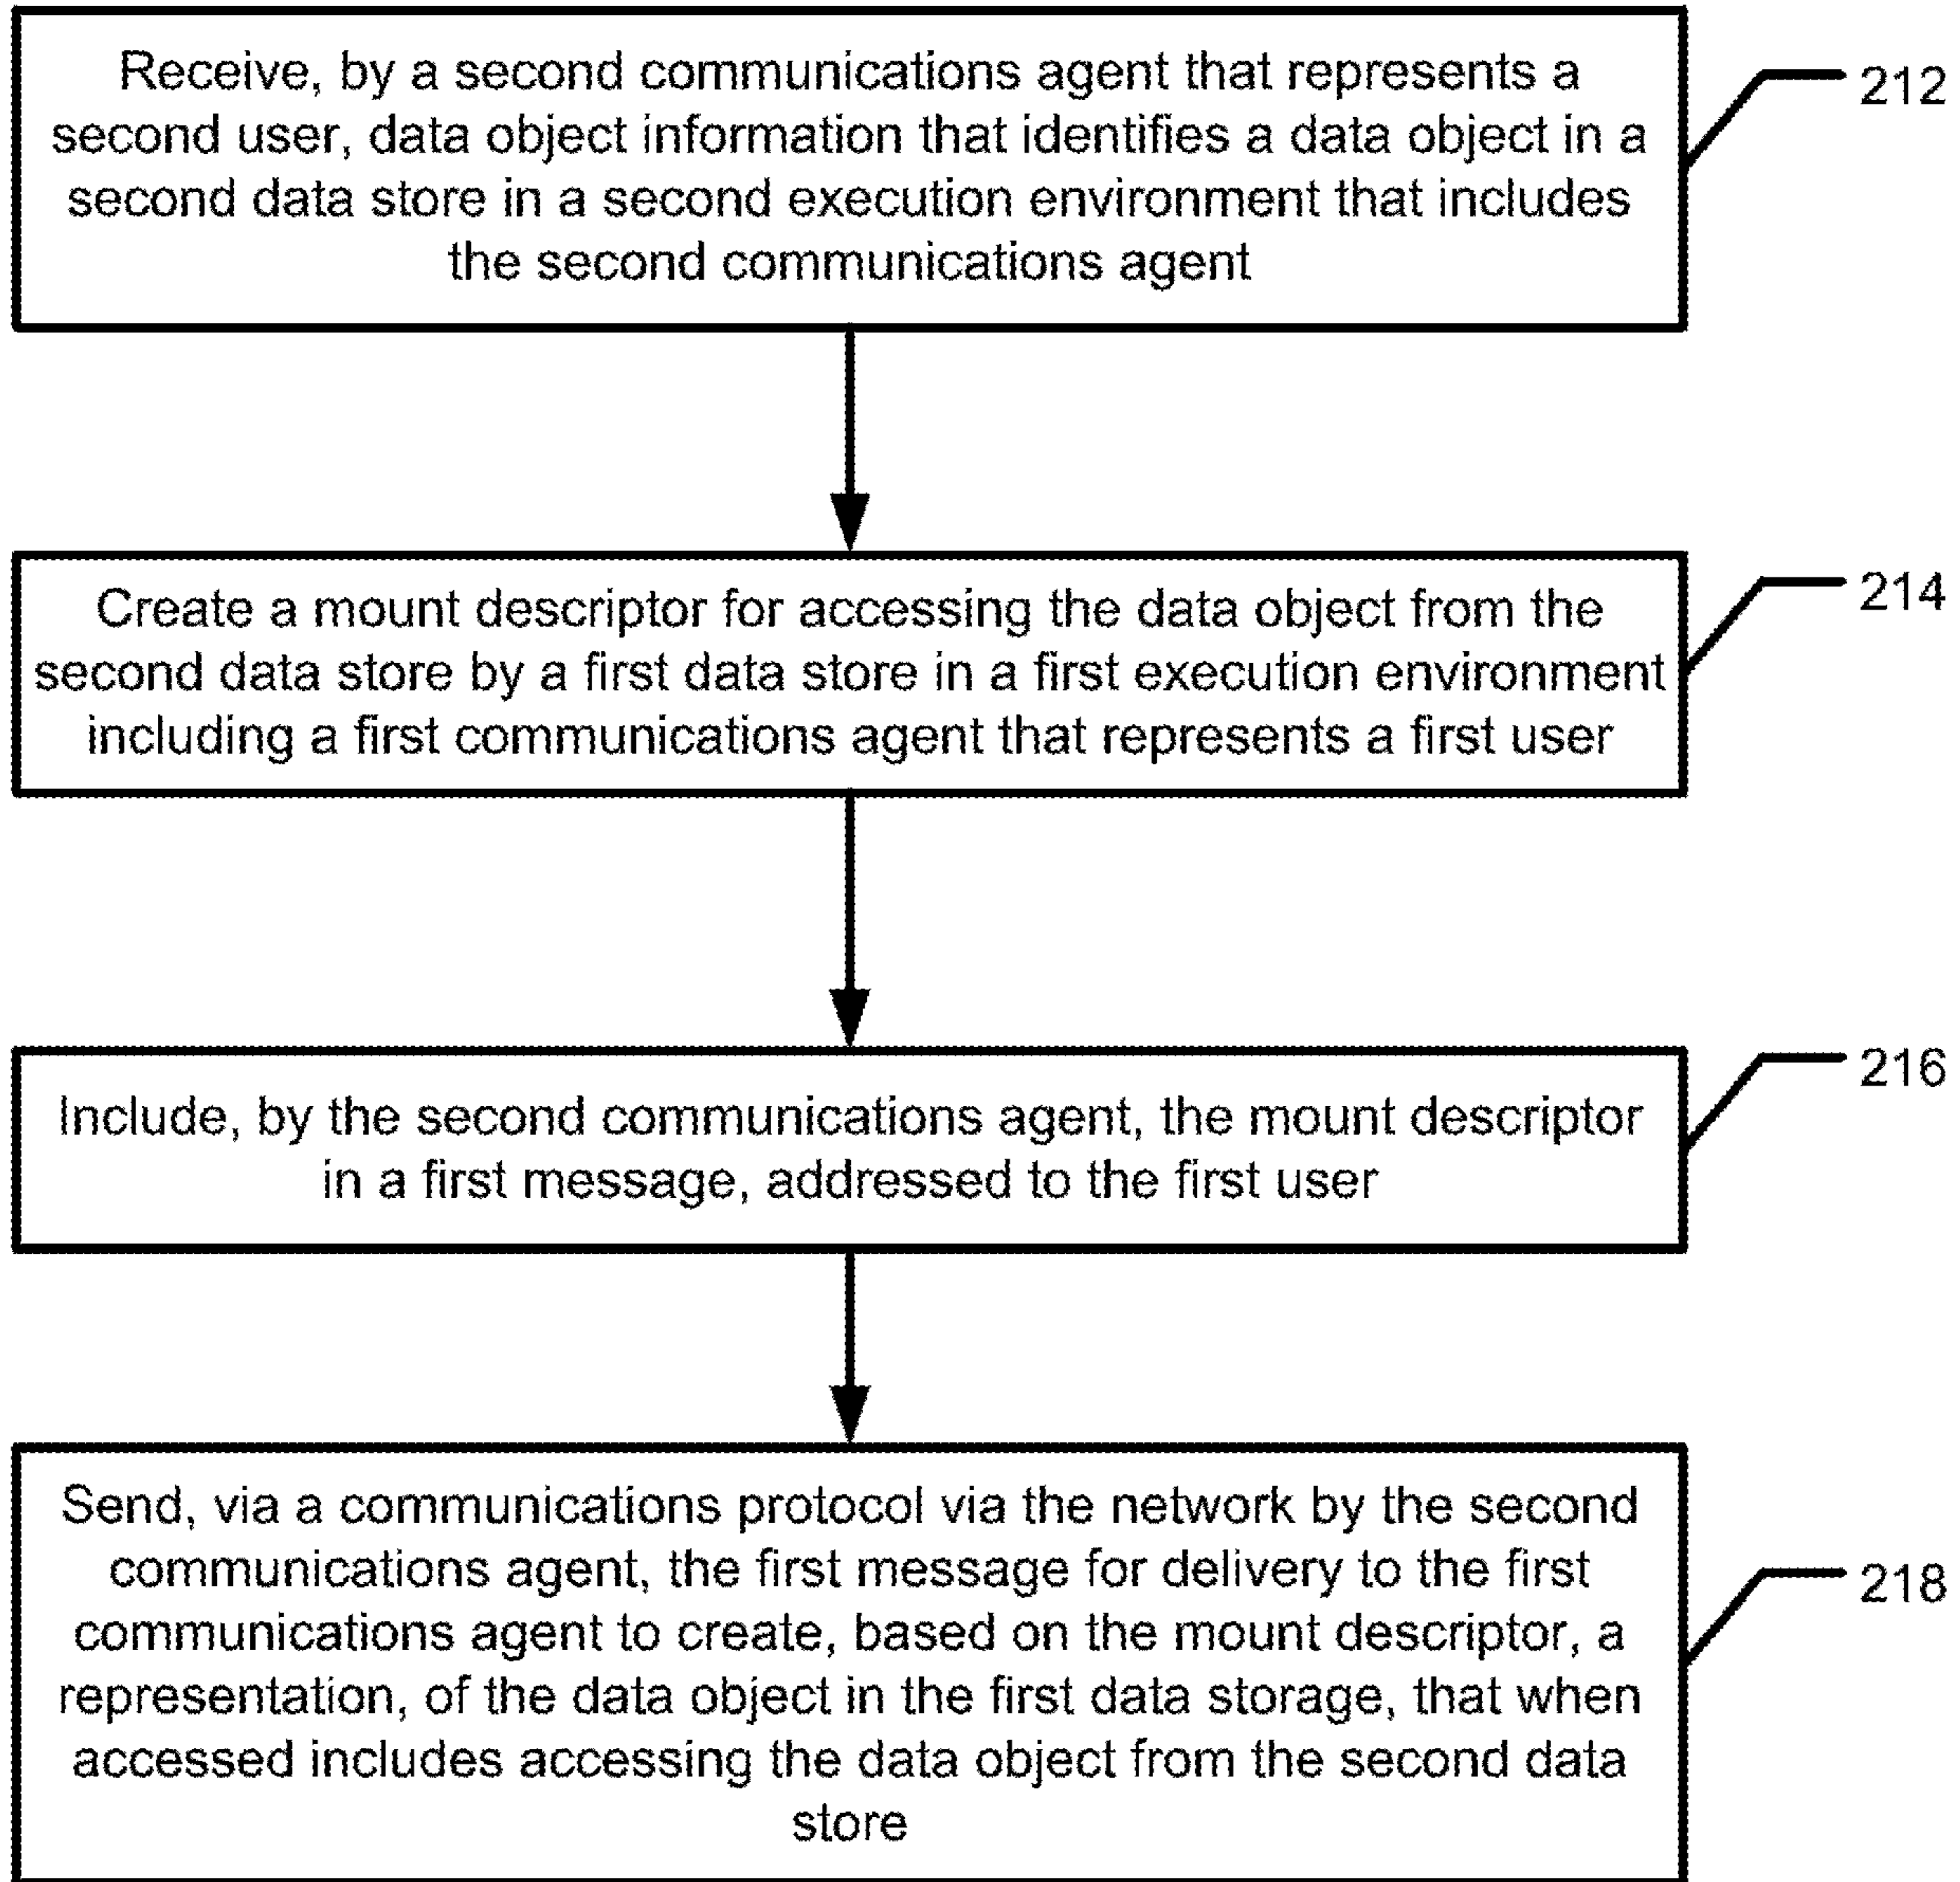 Receive, by a second communications agent that represents a
second user, data object information that identifies a data object in a
second data store in a second execution environment that includes
the second communications agent
212
Create a mount descriptor for accessing the data object from the
second data store by a first data store in a first execution environment
including a first communications agent that represents a first user
214
Include, by the second communications agent, the mount descriptor
in a first message, addressed to the first user
216
Send, via a communications protocol via the network by the second
communications agent, the first message for delivery to the first
communications agent to create, based on the mount descriptor, a
representation, of the data object in the first data storage, that when
accessed includes accessing the data object from the second data
store
218